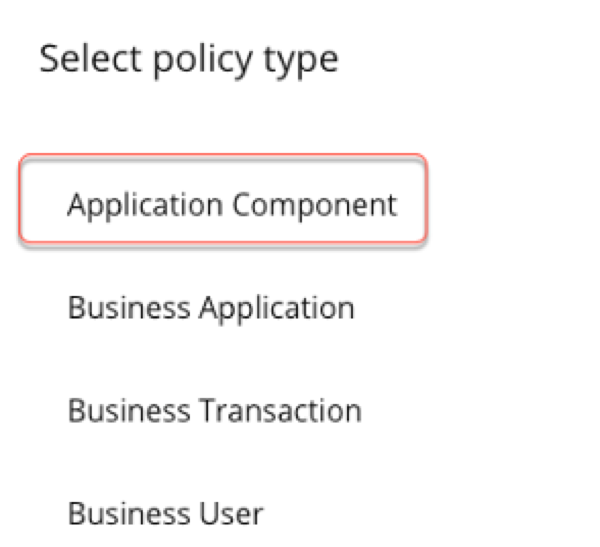 Select policy type
Application Component
Business Application
Business Transaction
Business User